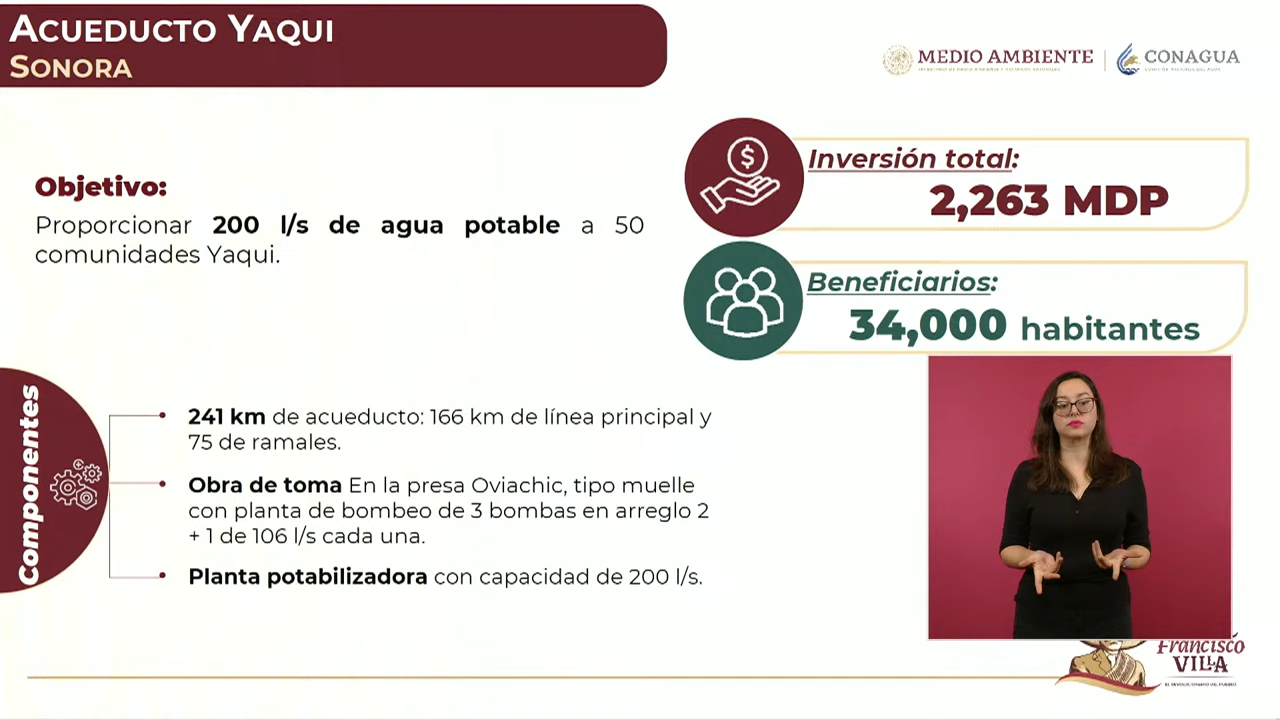 ACUEDUCTO YAQUI
SONORA
MEDIO AMBIENTE
CONAGUA
Objetivo:
Proporcionar 200 l/s de agua potable a 50
comunidades Yaqui.
Inversión total:
2,263 MDP
Beneficiarios:
34,000 habitantes
Componentes
241 km de acueducto: 166 km de línea principal y
75 de ramales.
Obra de toma En la presa Oviachic, tipo muelle
con planta de bombeo de 3 bombas en arreglo 2
+ 1 de 106 l/s cada una.
Planta potabilizadora con capacidad de 200 l/s.
Francisco
VILLA